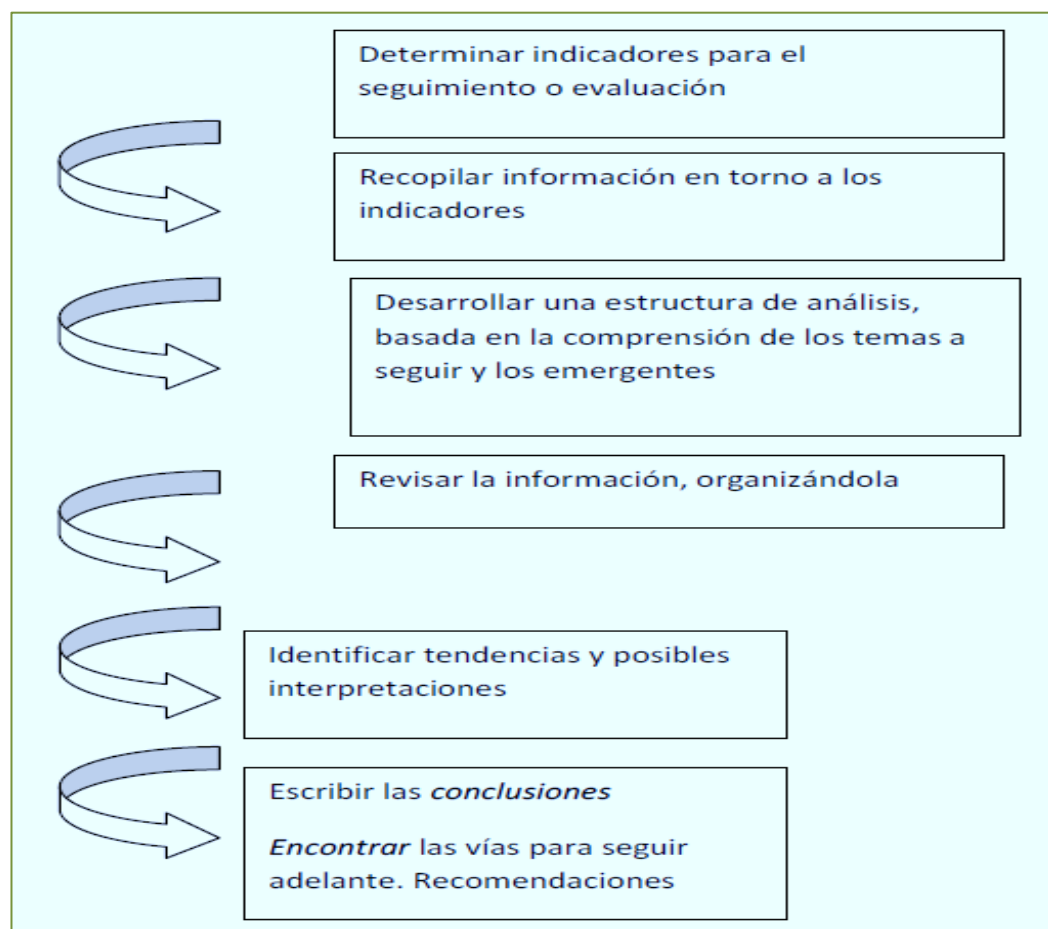 Determinar indicadores para el
seguimiento o evaluación
Recopilar información en torno a los
indicadores
Desarrollar una estructura de análisis,
basada en la comprensión de los temas a
seguir y los emergentes
Revisar la información, organizándola
Identificar tendencias y posibles
interpretaciones
Escribir las conclusiones
Encontrar las vías para seguir
adelante. Recomendaciones